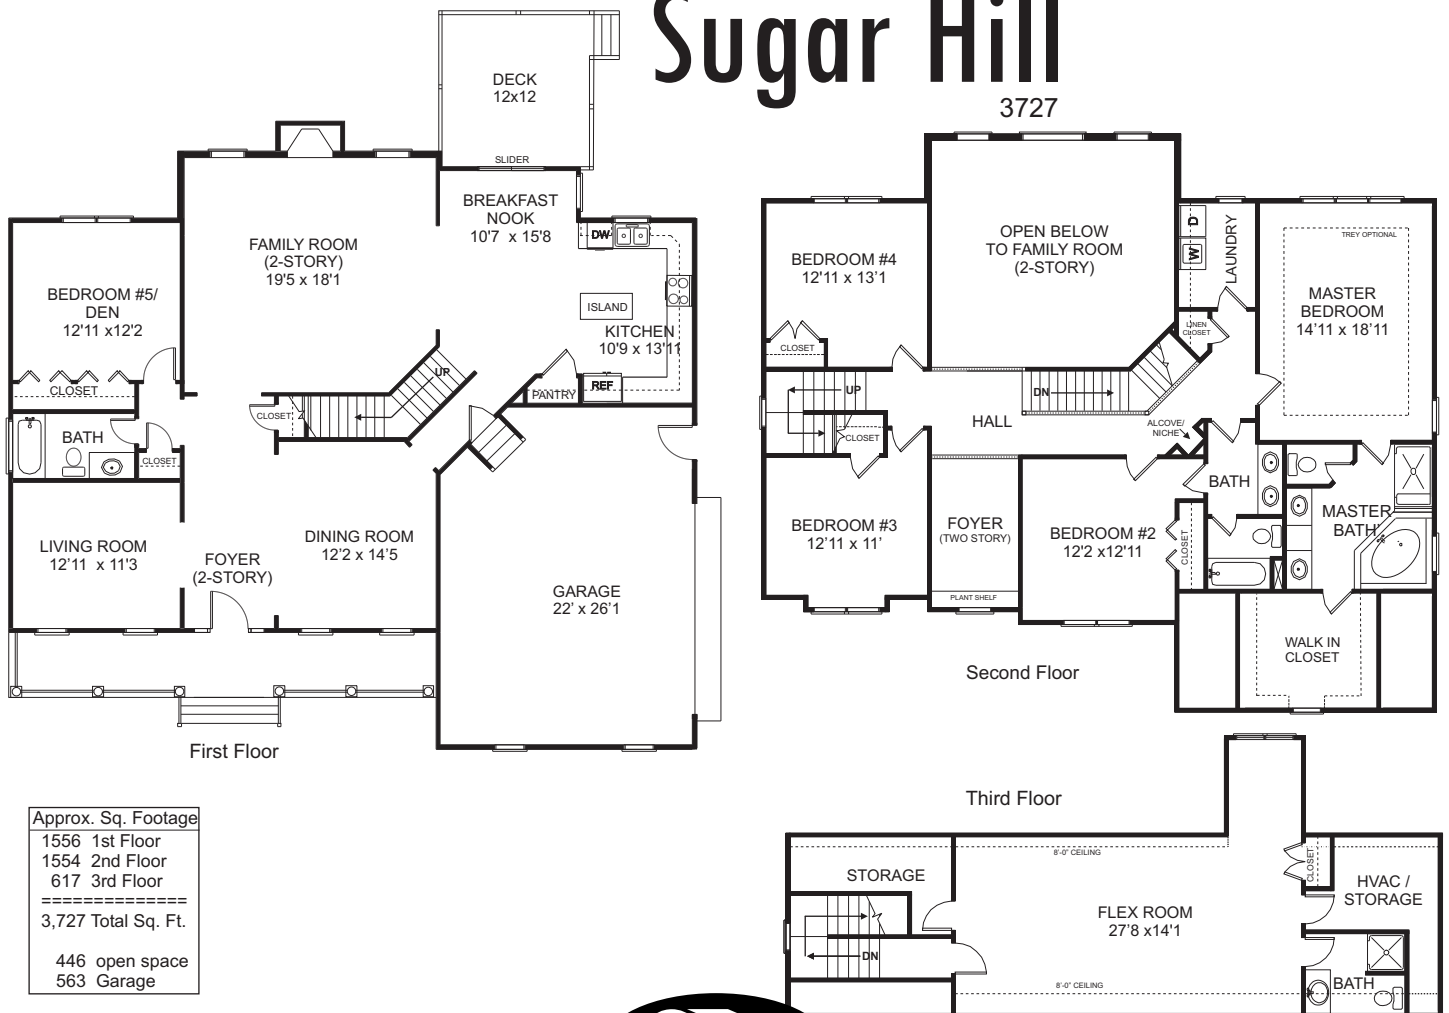 Sugar Hill
3727
DECK
12x12
SLIDER
BREAKFAST
NOOK
10'7 x 15'8
DW
FAMILY ROOM
(2-STORY)
19'5 x 18'1
ISLAND
KITCHEN
10'9 x 13'11
BEDROOM #5/
DEN
12'11 x12'2
UP
PANTRY
REF
CLOSET
CLOSET
BATH
CLOSET
LIVING ROOM
12'11 x 11'3
FOYER
(2-STORY)
DINING ROOM
12'2 x 14'5
GARAGE
22' x 26'1
First Floor
BEDROOM #4
12'11 x 13'1
CLOSET
OPEN BELOW
TO FAMILY ROOM
(2-STORY)
D
W
LAUNDRY
TREY OPTIONAL
MASTER
BEDROOM
14'11 x 18'11
LINEN
CLOSET
UP
DN
HALL
ALCOVE/
NICHE
CLOSET
BATH
BEDROOM #3
12'11 x 11'
FOYER
(TWO STORY)
PLANT SHELF
BEDROOM #2
12'2 x12'11
CLOSET
MASTER
BATH
WALK IN
CLOSET
Second Floor
Third Floor
8'-0" CEILING
STORAGE
CLOSET
HVAC /
STORAGE
FLEX ROOM
27'8 x14'1
DN
8'-0" CEILING
BATH
Approx. Sq. Footage
1556 1st Floor
1554 2nd Floor
617 3rd Floor
==============
3,727 Total Sq. Ft.
446 open space
563 Garage